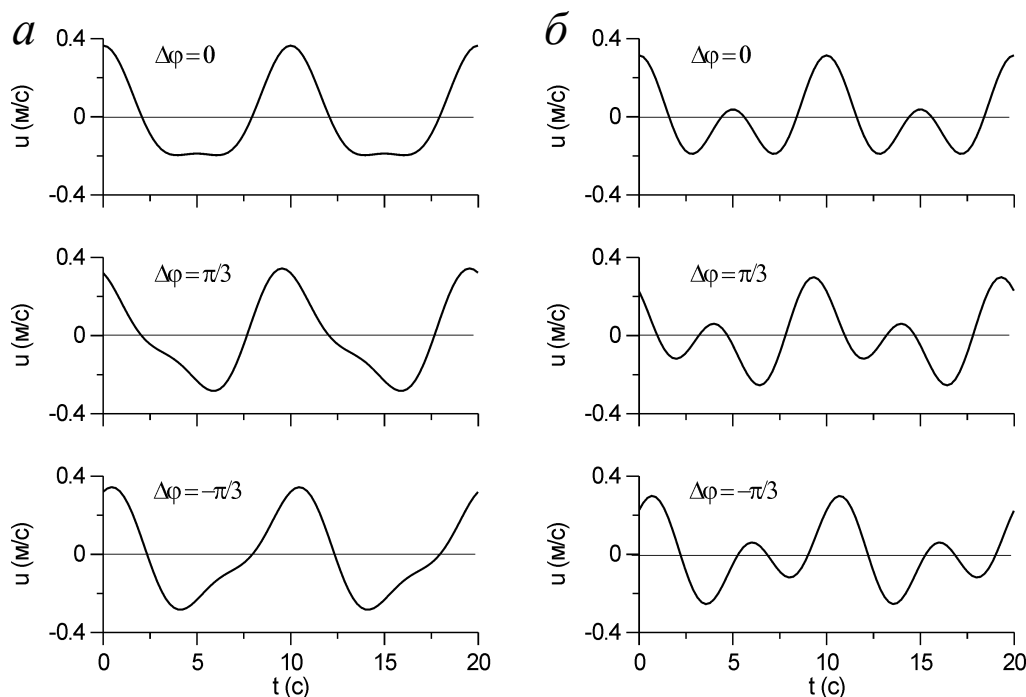 а
0.4
0
-0.4
u (м/с)
Δφ=0
б
0.4
0
-0.4
u (м/с)
Δφ=0
0.4
0
-0.4
u (м/с)
Δφ=π/3
0.4
0
-0.4
u (м/с)
Δφ=π/3
0.4
0
-0.4
u (м/с)
Δφ=−π/3
0 5 10 15 20
t (с)
0.4
0
-0.4
u (м/с)
Δφ=−π/3
0 5 10 15 20
t (с)